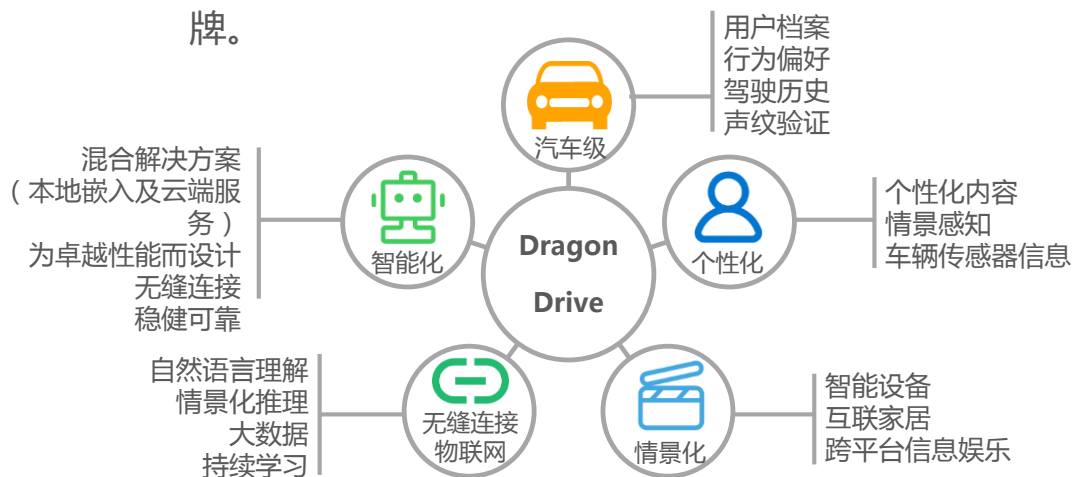 牌。
用户档案
行为偏好
驾驶历史
声纹验证
汽车级
混合解决方案
（本地嵌入及云端服
务）
为卓越性能而设计
无缝连接
稳健可靠
智能化
Dragon
Drive
个性化
个性化内容
情景感知
车辆传感器信息
自然语言理解
情景化推理
大数据
持续学习
无缝连接
物联网
情景化
智能设备
互联家居
跨平台信息娱乐